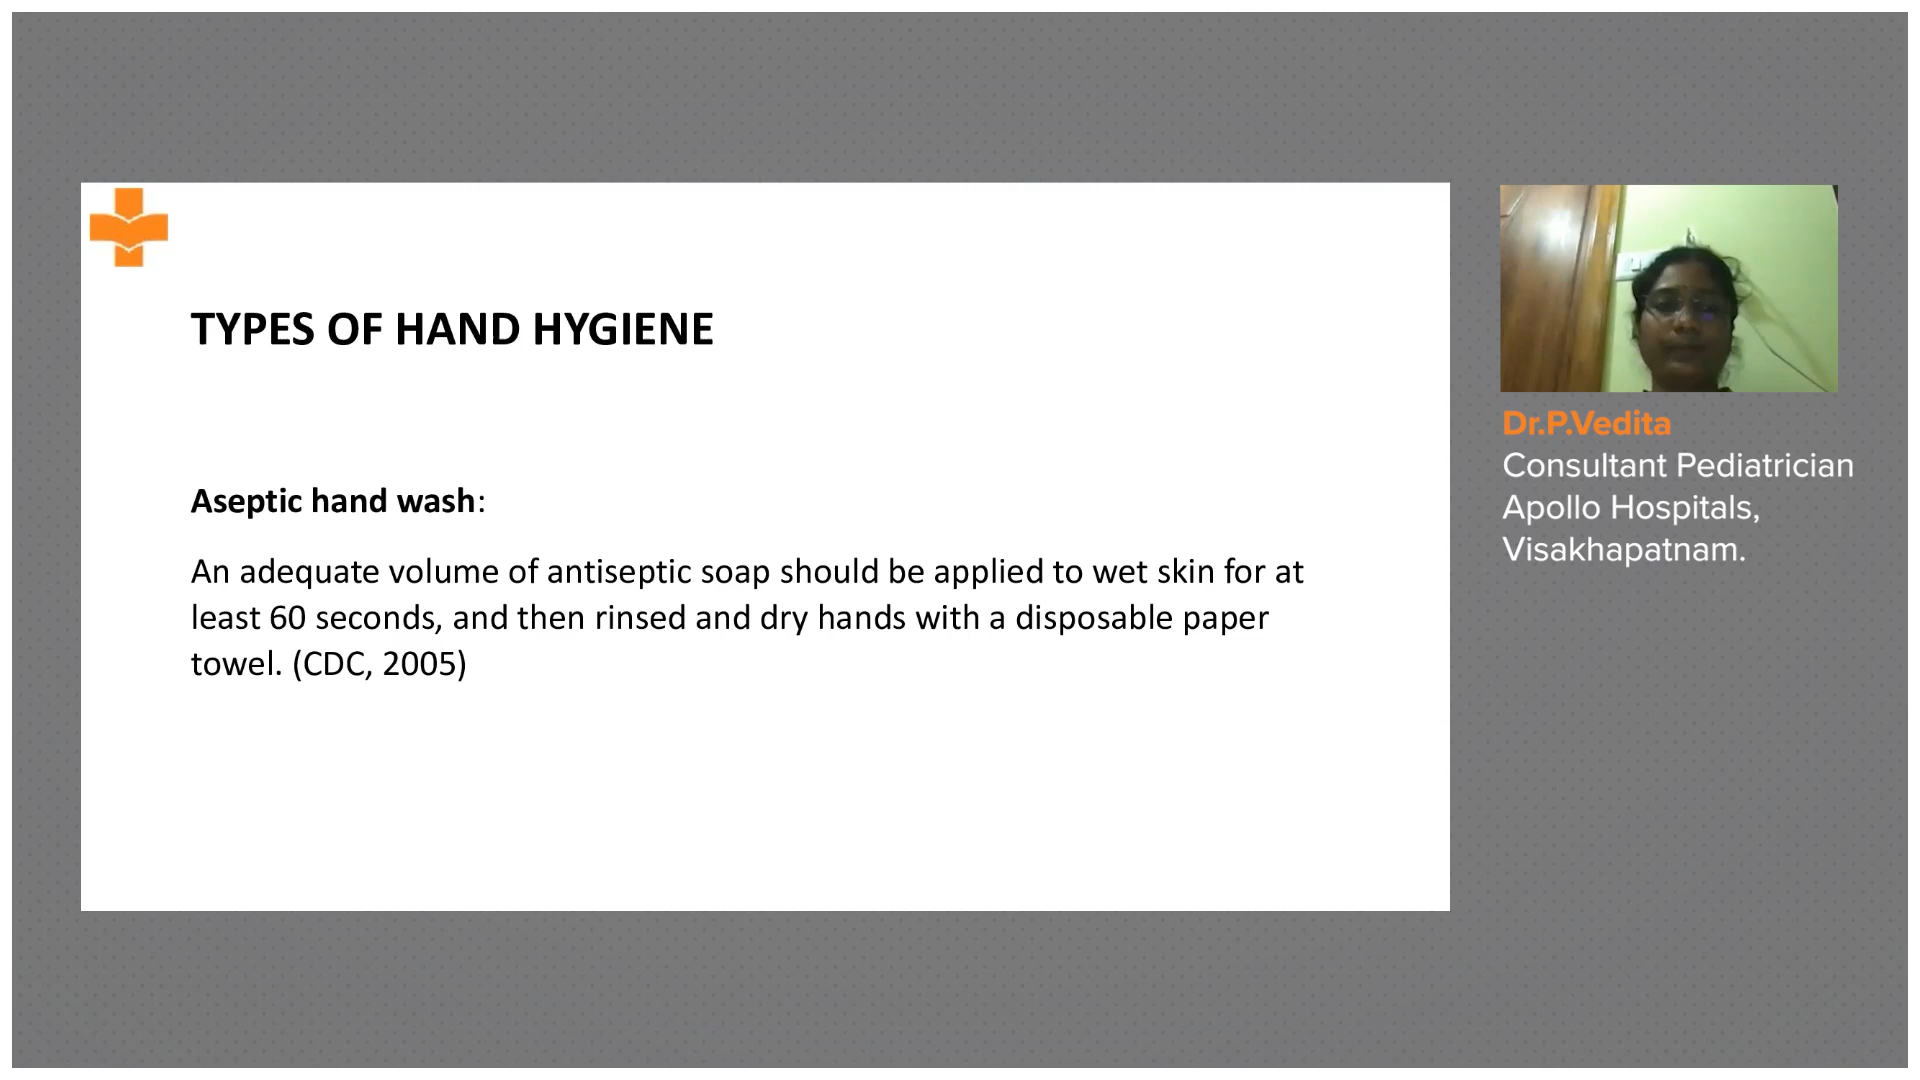 TYPES OF HAND HYGIENE
Aseptic hand wash:
An adequate volume of antiseptic soap should be applied to wet skin for at
least 60 seconds, and then rinsed and dry hands with a disposable paper
towel. (CDC, 2005)
Dr.P.Vedita
Consultant Pediatrician
Apollo Hospitals,
Visakhapatnam.